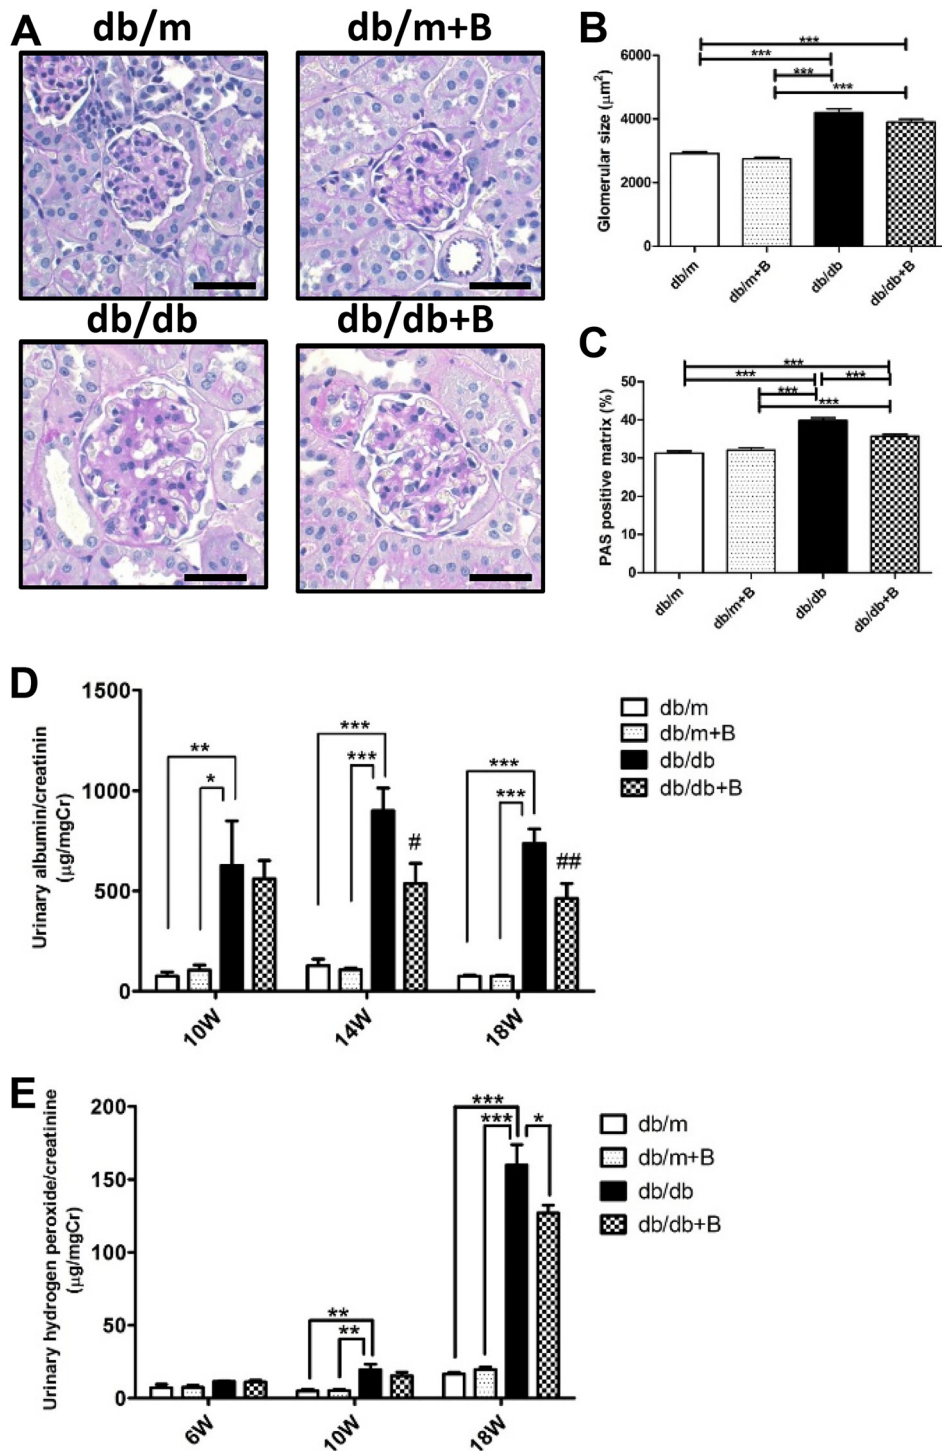 A
db/m
db/m+B
db/db
db/db+B
B
Glomerular size (μm²)
6000
4000
2000
0
***
***
***
***
db/m
db/m+B
db/db
db/db+B
C
PAS positive matrix (%)
50
40
30
20
10
0
***
***
***
***
***
db/m
db/m+B
db/db
db/db+B
D
Urinary albumin/creatinin
(μg/mgCr)
1500
1000
500
0
**
*
***
***
#
***
***
##
10W
14W
18W
db/m
db/m+B
db/db
db/db+B
E
Urinary hydrogen peroxide/creatinine
(μg/mgCr)
200
150
100
50
0
**
**
***
***
*
6W
10W
18W
db/m
db/m+B
db/db
db/db+B